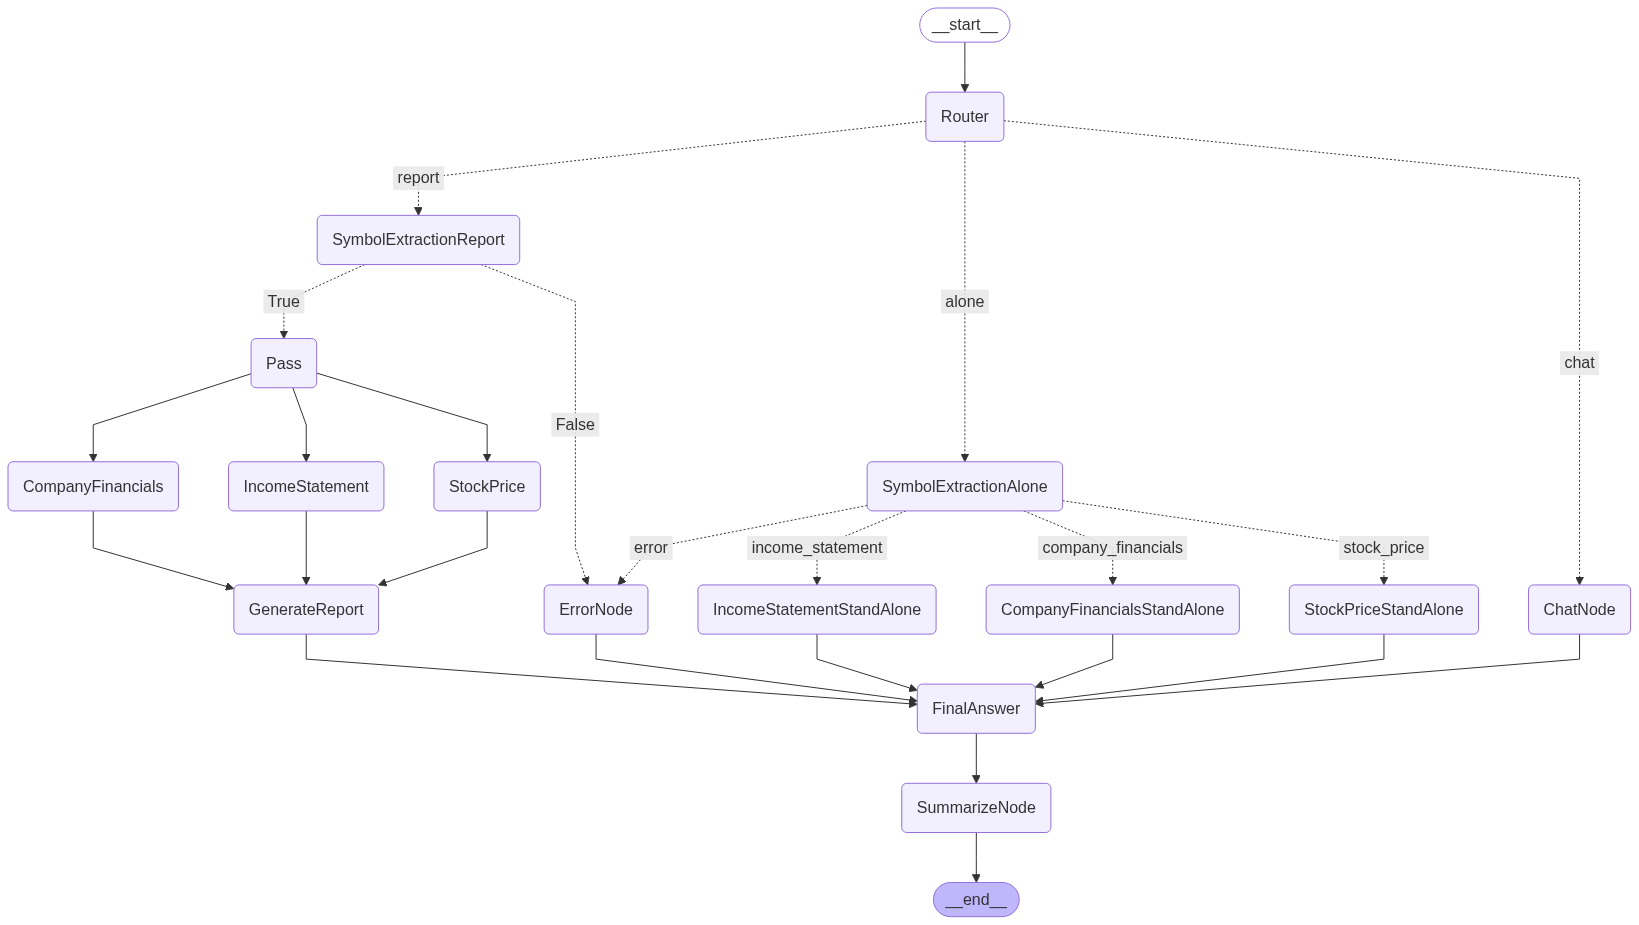 __start__
Router
report
SymbolExtractionReport
True
alone
Pass
chat
False
CompanyFinancials
IncomeStatement
StockPrice
SymbolExtractionAlone
error
income_statement
company_financials
stock_price
GenerateReport
ErrorNode
IncomeStatementStandAlone
CompanyFinancialsStandAlone
StockPriceStandAlone
ChatNode
FinalAnswer
SummarizeNode
__end__